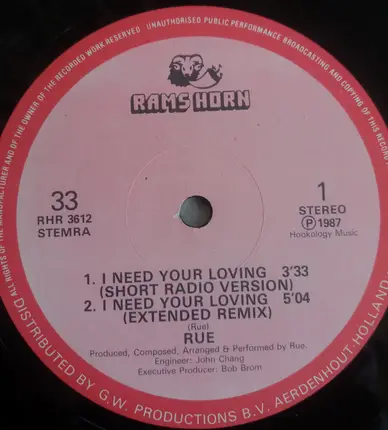 ALL RIGHTS OF THE MANUFACTURER AND OF THE OWNER OF THE RECORDED WORK RESERVED UNAUTHORISED PUBLIC PERFORMANCE BROADCASTING AND COPYING OF THIS RECORD
RAMS HORN
33
RHR 3612
STEMRA
1
STEREO
Ⓟ1987
Hookology Music
1. I NEED YOUR LOVING 3'33
(SHORT RADIO VERSION)
2. I NEED YOUR LOVING 5'04
(EXTENDED REMIX)
(Rue)
RUE
Produced, Composed, Arranged & Performed by Rue.
Engineer: John Chang
Executive Producer: Bob Brom
DISTRIBUTED BY G.W. PRODUCTIONS B.V. AERDENHOUT-HOLLAND